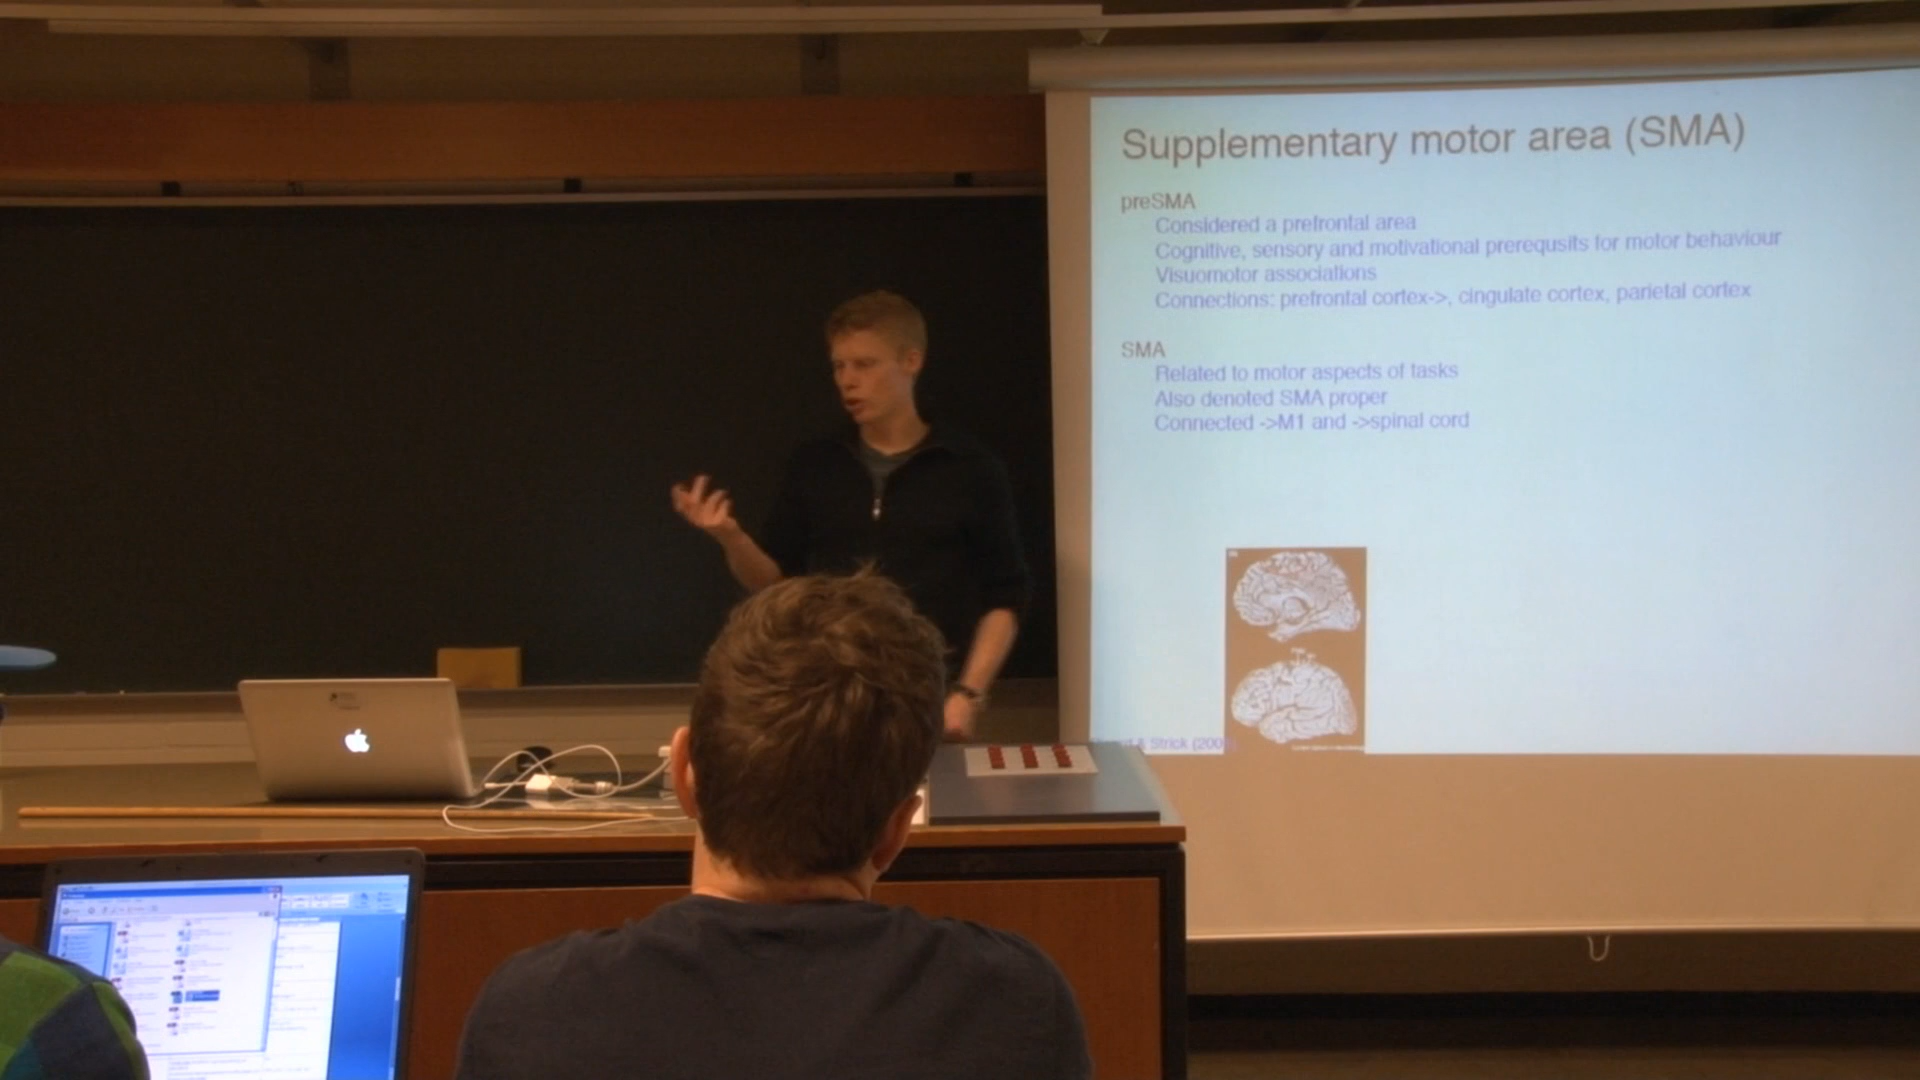 Supplementary motor area (SMA)
preSMA
Considered a prefrontal area
Cognitive, sensory and motivational prerequsits for motor behaviour
Visuomotor associations
Connections: prefrontal cortex->, cingulate cortex, parietal cortex
SMA
Related to motor aspects of tasks
Also denoted SMA proper
Connected ->M1 and ->spinal cord
& Strick (200